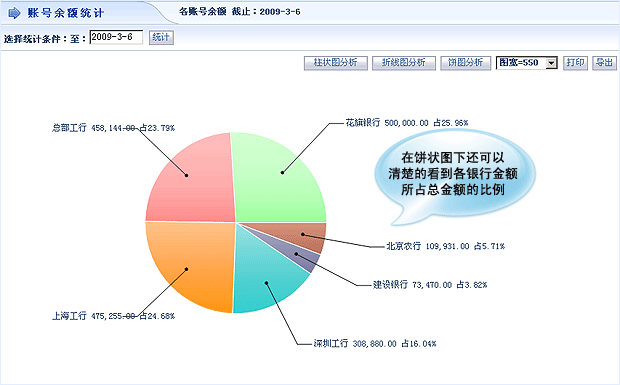 账号余额统计
各账号余额 截止：2009-3-6
选择统计条件：至： 2009-3-6 统计
柱状图分析 折线图分析 饼图分析 图宽=550 打印 导出
总部工行 458,144.00 占23.79%
花旗银行 500,000.00 占25.96%
在饼状图下还可以
清楚的看到各银行金额
所占总金额的比例
北京农行 109,931.00 占5.71%
建设银行 73,470.00 占3.82%
上海工行 475,255.00 占24.68%
深圳工行 308,880.00 占16.04%